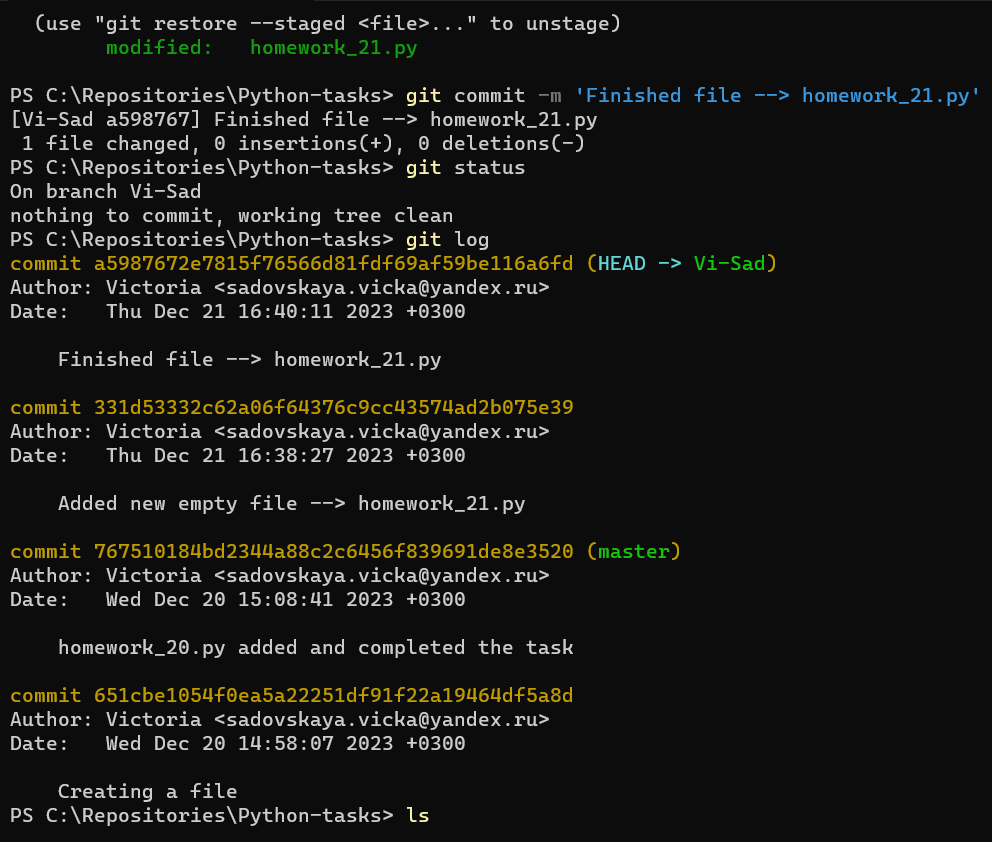 (use "git restore --staged <file>..." to unstage)
modified:   homework_21.py
PS C:\Repositories\Python-tasks> git commit -m 'Finished file --> homework_21.py'
[Vi-Sad a598767] Finished file --> homework_21.py
1 file changed, 0 insertions(+), 0 deletions(-)
PS C:\Repositories\Python-tasks> git status
On branch Vi-Sad
nothing to commit, working tree clean
PS C:\Repositories\Python-tasks> git log
commit a5987672e7815f76566d81fdf69af59be116a6fd (HEAD -> Vi-Sad)
Author: Victoria <sadovskaya.vicka@yandex.ru>
Date:   Thu Dec 21 16:40:11 2023 +0300
Finished file --> homework_21.py
commit 331d53332c62a06f64376c9cc43574ad2b075e39
Author: Victoria <sadovskaya.vicka@yandex.ru>
Date:   Thu Dec 21 16:38:27 2023 +0300
Added new empty file --> homework_21.py
commit 767510184bd2344a88c2c6456f839691de8e3520 (master)
Author: Victoria <sadovskaya.vicka@yandex.ru>
Date:   Wed Dec 20 15:08:41 2023 +0300
homework_20.py added and completed the task
commit 651cbe1054f0ea5a22251df91f22a19464df5a8d
Author: Victoria <sadovskaya.vicka@yandex.ru>
Date:   Wed Dec 20 14:58:07 2023 +0300
Creating a file
PS C:\Repositories\Python-tasks> ls